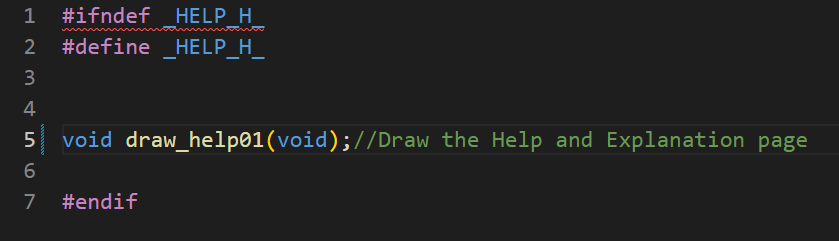 1 #ifndef _HELP_H_
2 #define _HELP_H_
3
4
5 void draw_help01(void);//Draw the Help and Explanation page
6
7 #endif